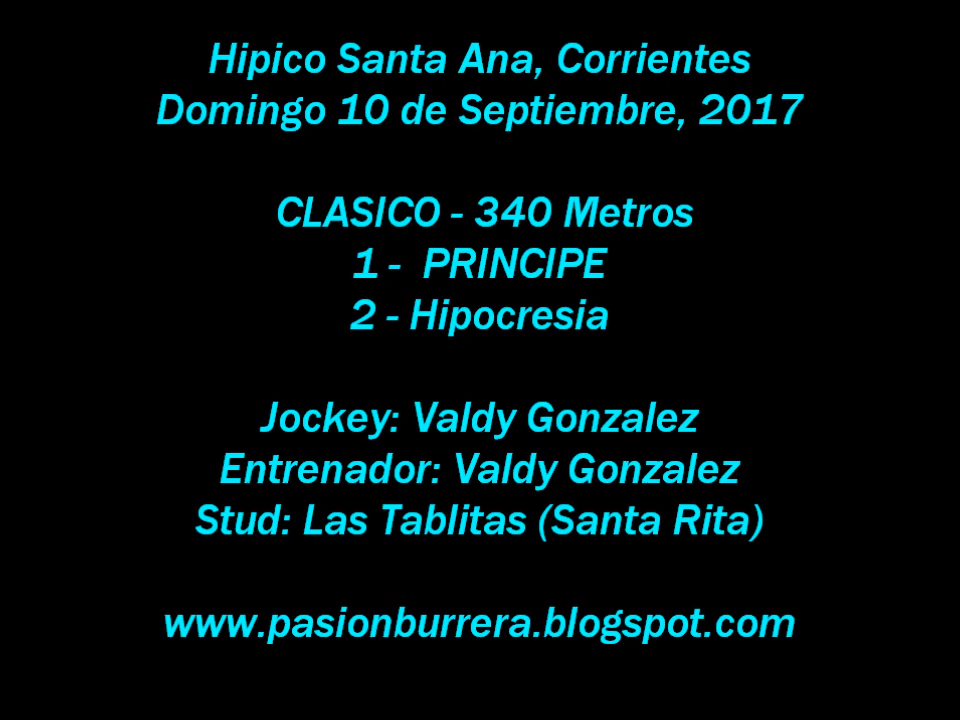 Hipico Santa Ana, Corrientes
Domingo 10 de Septiembre, 2017
CLASICO - 340 Metros
1 - PRINCIPE
2 - Hipocresia
Jockey: Valdy Gonzalez
Entrenador: Valdy Gonzalez
Stud: Las Tablitas (Santa Rita)
www.pasionburrera.blogspot.com